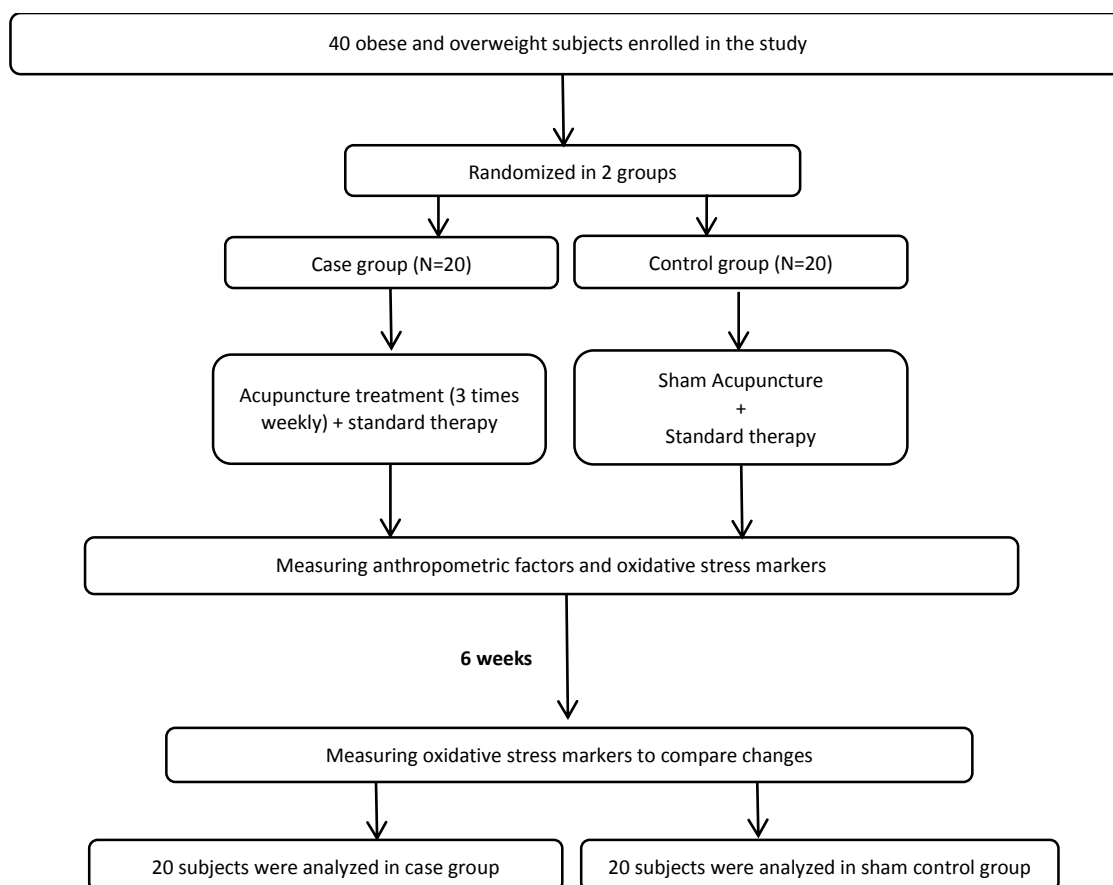 40 obese and overweight subjects enrolled in the study
Randomized in 2 groups
Case group (N=20)
Control group (N=20)
Acupuncture treatment (3 times
weekly) + standard therapy
Sham Acupuncture
+
Standard therapy
Measuring anthropometric factors and oxidative stress markers
6 weeks
Measuring oxidative stress markers to compare changes
20 subjects were analyzed in case group
20 subjects were analyzed in sham control group